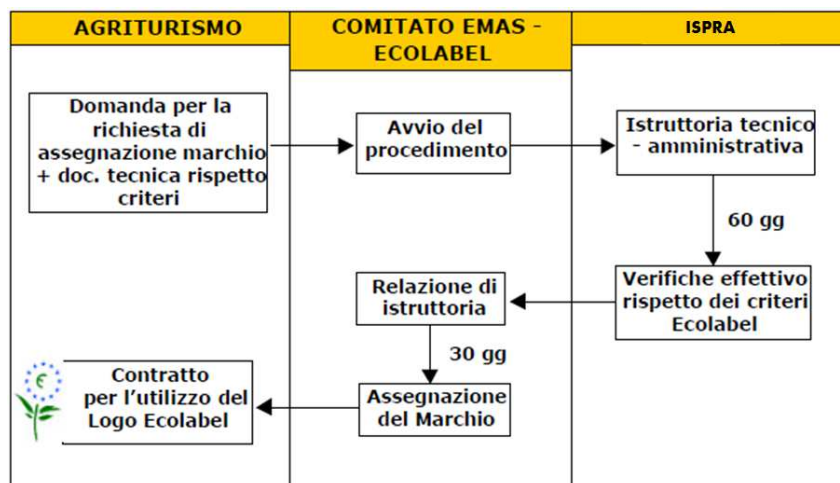 AGRITURISMO
COMITATO EMAS -
ECOLABEL
ISPRA
Domanda per la
richiesta di
assegnazione marchio
+ doc. tecnica rispetto
criteri
Avvio del
procedimento
Istruttoria tecnico
- amministrativa
60 gg
Verifiche effettivo
rispetto dei criteri
Ecolabel
Relazione di
istruttoria
30 gg
Assegnazione
del Marchio
Contratto
per l'utilizzo del
Logo Ecolabel
€